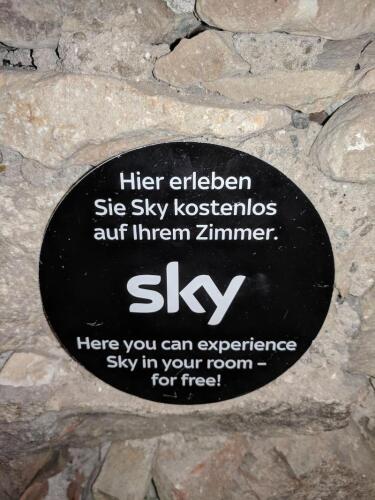 Hier erleben
Sie Sky kostenlos
auf Ihrem Zimmer.
sky
Here you can experience
Sky in your room –
for free!